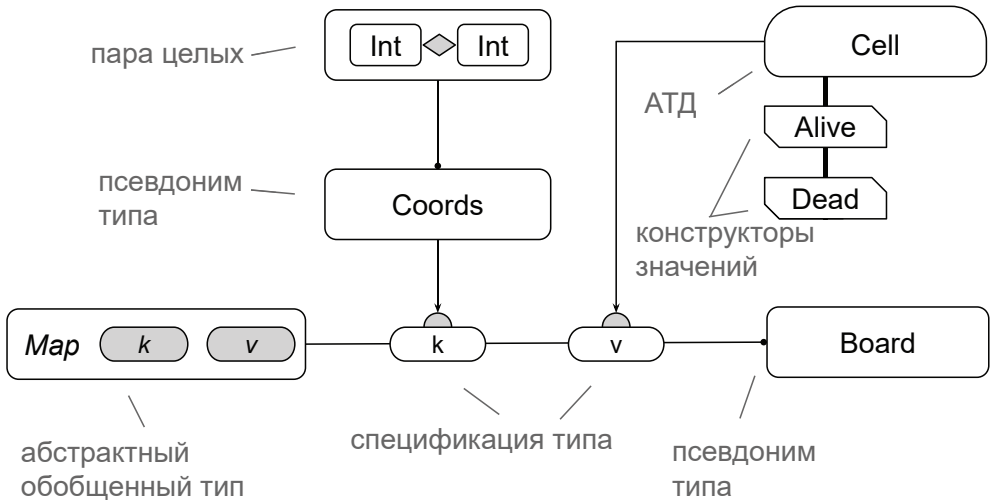 пара целых
Int Int
Cell
АТД
Alive
псевдоним
типа
Coords
Dead
конструкторы
значений
Map k v
k
v
Board
абстрактный
обобщенный тип
спецификация типа
псевдоним
типа